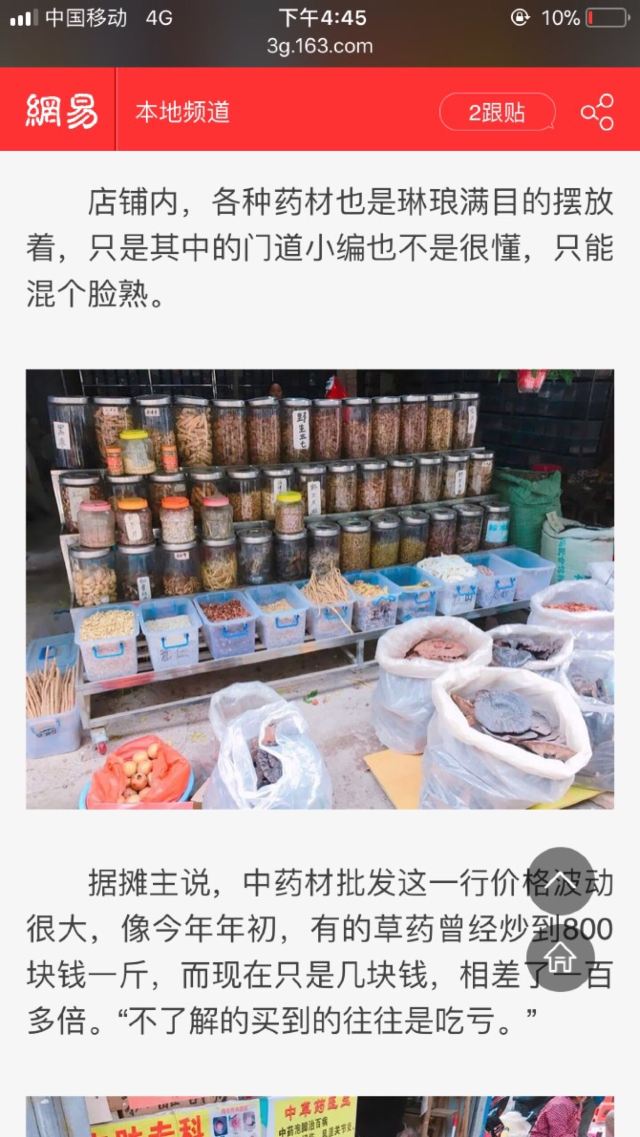 中国移动 4G 下午4:45 10%
3g.163.com
網易 本地频道 2跟贴
店铺内，各种药材也是琳琅满目的摆放
着，只是其中的门道小编也不是很懂，只能
混个脸熟。
据摊主说，中药材批发这一行价格波动
很大，像今年年初，有的草药曾经炒到800
块钱一斤，而现在只是几块钱，相差了一百
多倍。“不了解的买到的往往是吃亏。”
专科
中草药医生